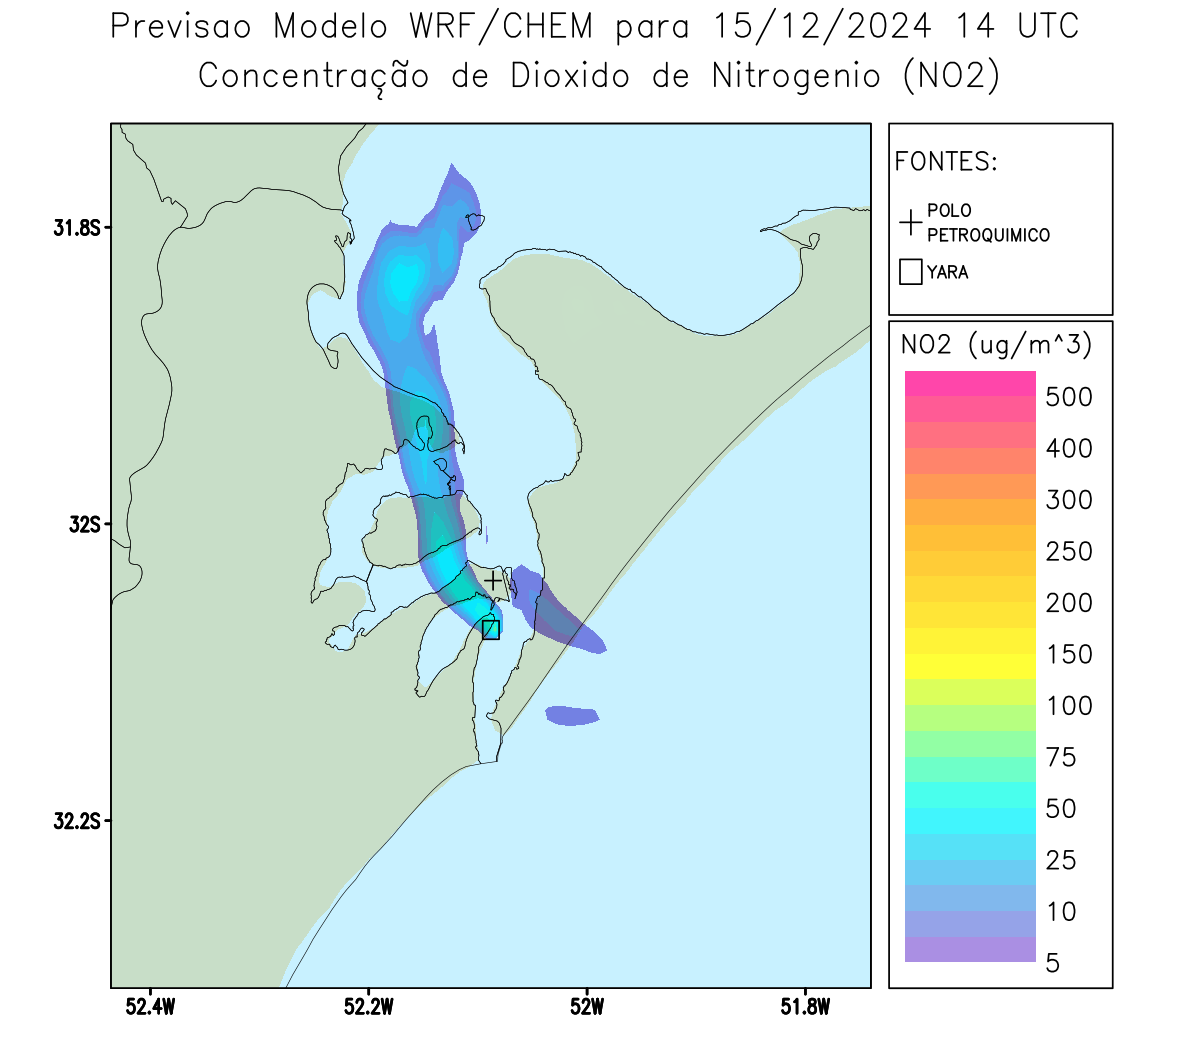 Previsao Modelo WRF/CHEM para 15/12/2024 14 UTC
Concentração de Dioxido de Nitrogenio (NO2)
FONTES:
POLO
PETROQUIMICO
YARA
NO2 (ug/m^3)
500
400
300
250
200
150
100
75
50
25
10
5
31.8S
32S
32.2S
52.4W
52.2W
52W
51.8W